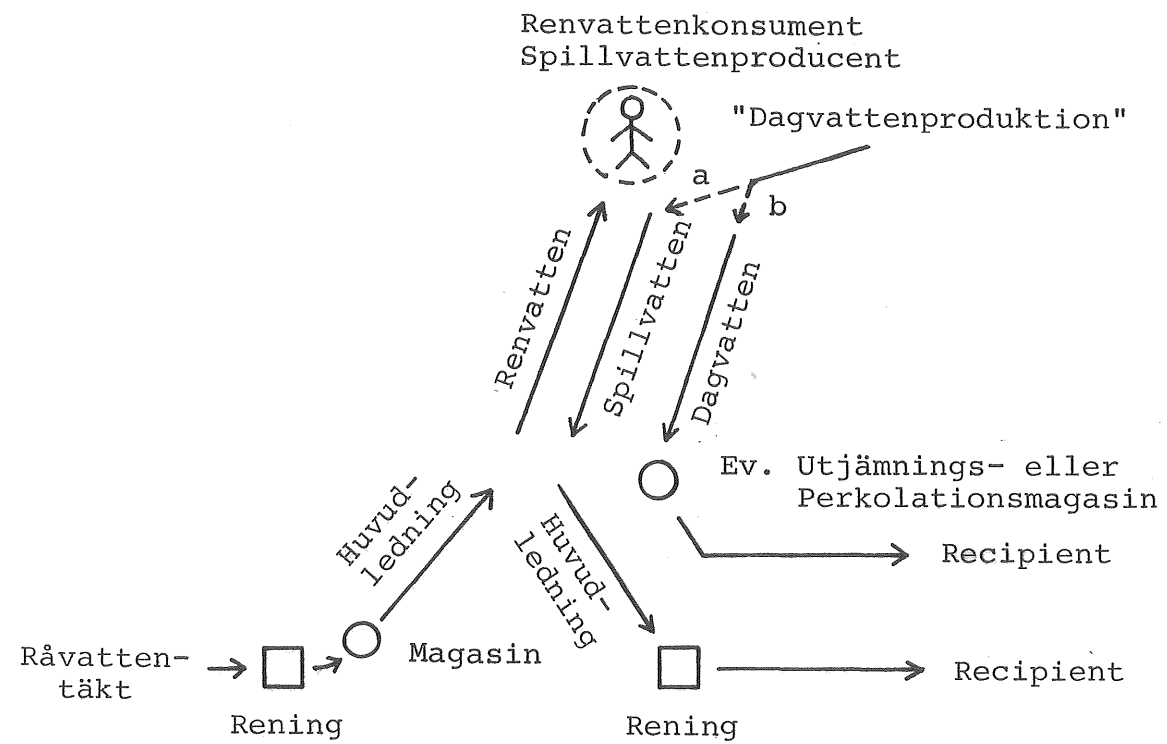 Renvattenkonsument
Spillvattenproducent
"Dagvattenproduktion"
a
b
Renvatten
Spillvatten
Dagvatten
Ev. Utjämnings- eller
Perkolationsmagasin
Huvud-
ledning
Huvud-
ledning
Recipient
Råvatten-
täkt
Magasin
Recipient
Rening
Rening